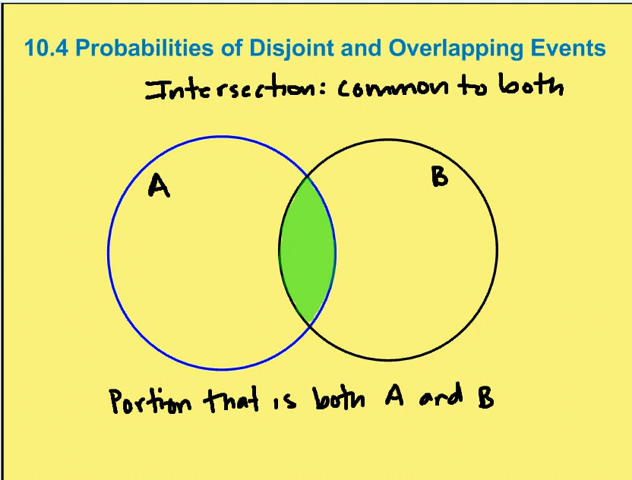 10.4 Probabilities of Disjoint and Overlapping Events
Intersection: common to both
A
B
Portion that is both A and B